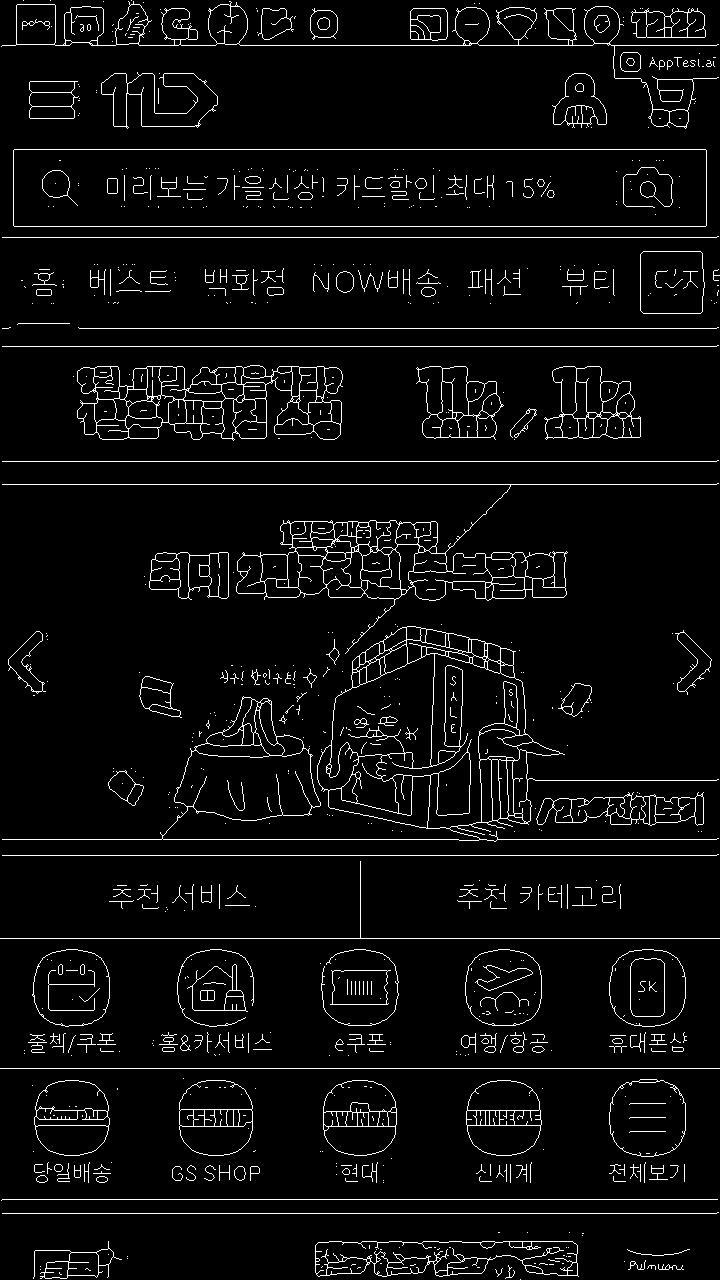 12:22
AppTest.ai
11
MY
미리보는 가을신상! 카드할인 최대 15%
홈 베스트 백화점 NOW배송 패션 뷰티 디지털
9월, 매월 쇼핑을 하라!?
1일은 백화점 쇼핑
11% CARD / 11% COUPON
1일은백화점쇼핑
최대 2만5천원 중복할인
SALE
/26 전체보기
추천 서비스 추천 카테고리
출첵/쿠폰 홈&카서비스 e쿠폰 여행/항공 휴대폰샵
SK
GSSHOP HYUNDAI SHINSEGAE
당일배송 GS SHOP 현대 신세계 전체보기
Pulmuone